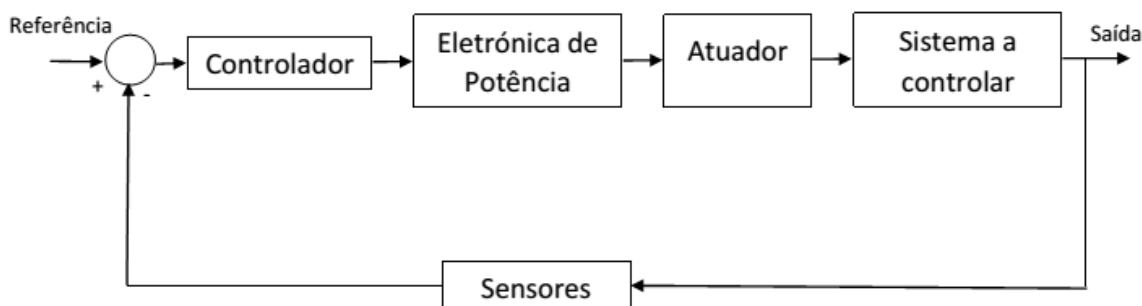 Referência
+
-
Controlador
Eletrónica de
Potência
Atuador
Sistema a
controlar
Saída
Sensores